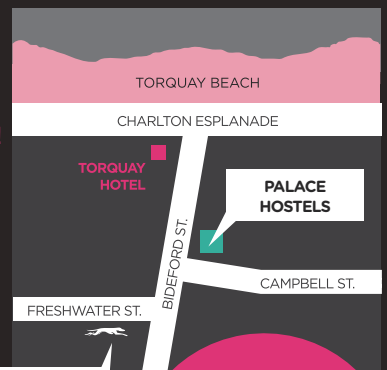 TORQUAY BEACH
CHARLTON ESPLANADE
TORQUAY
HOTEL
PALACE
HOSTELS
BIDEFORD ST.
CAMPBELL ST.
FRESHWATER ST.